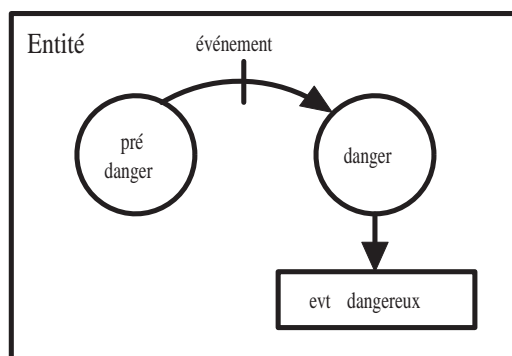 Entité
événement
pré
danger
danger
evt dangereux